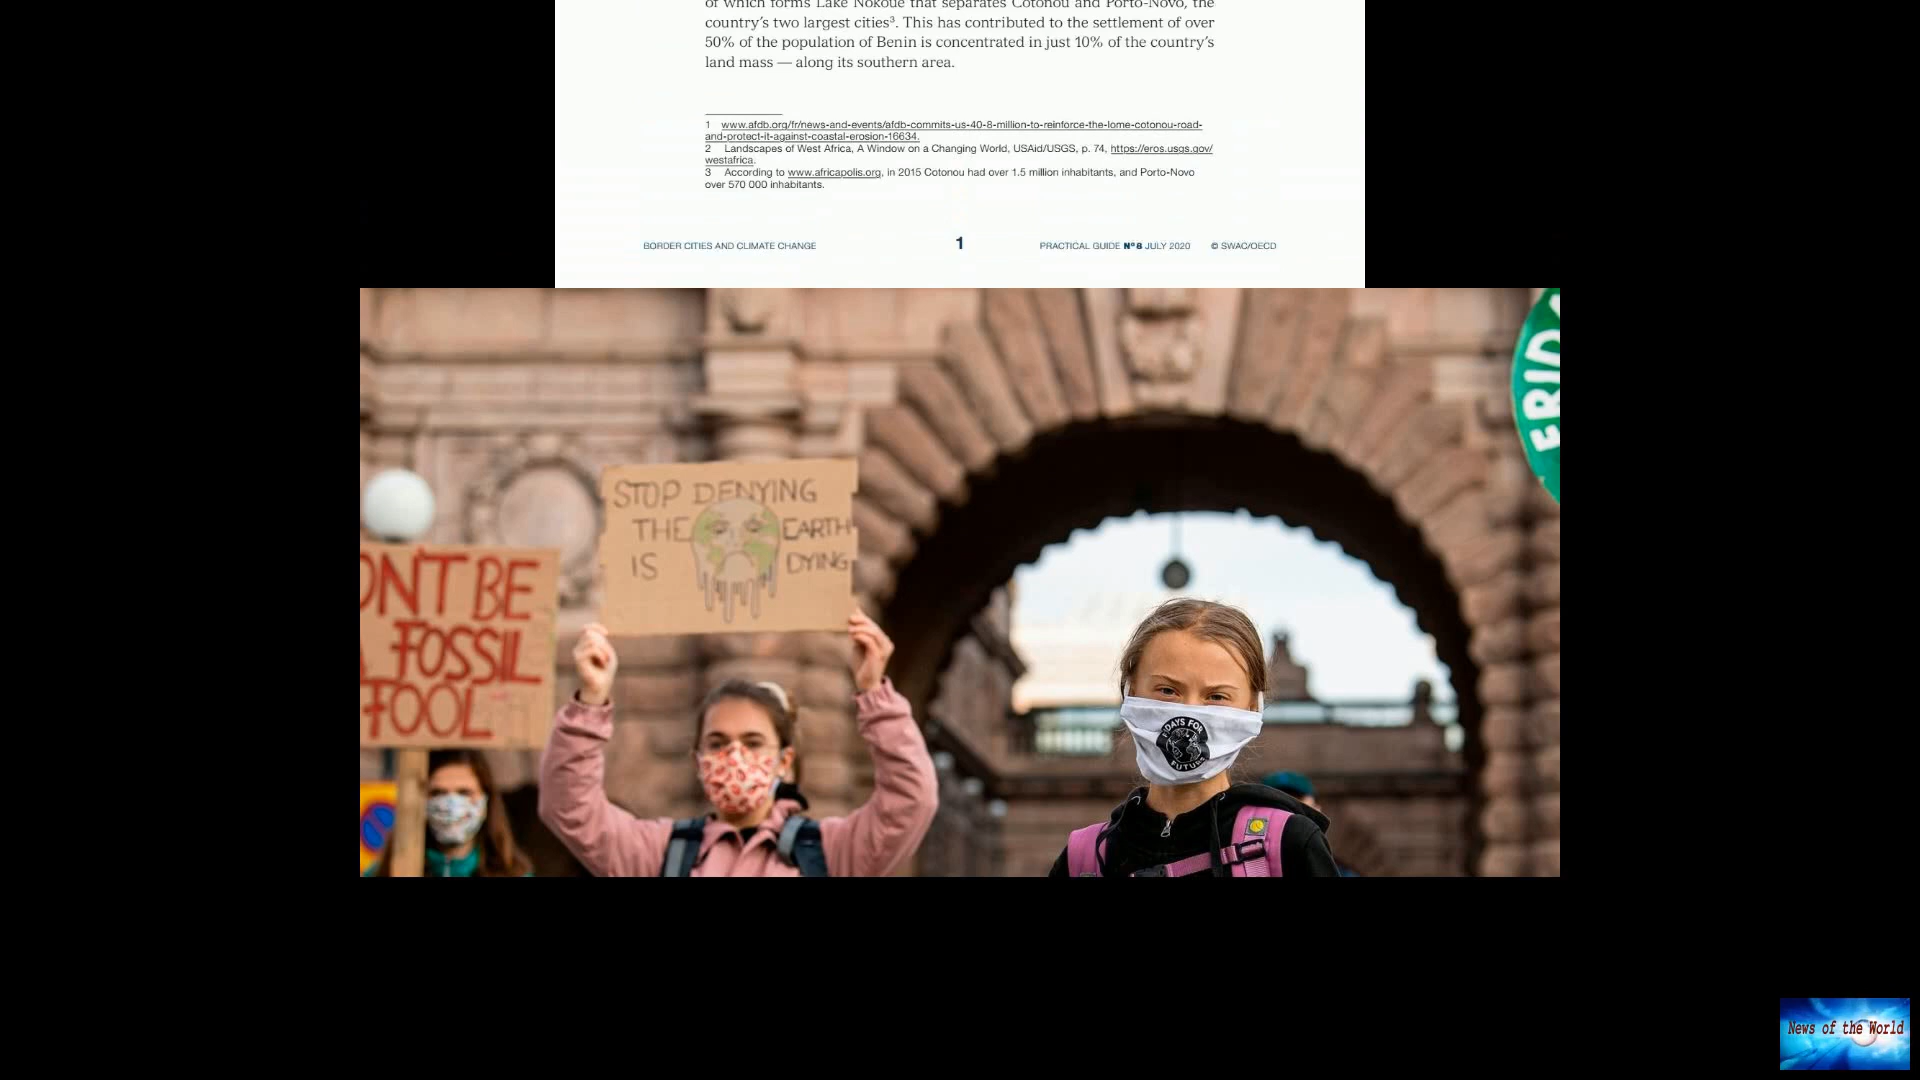 of which forms Lake Nokoué that separates Cotonou and Porto-Novo, the
country's two largest cities³. This has contributed to the settlement of over
50% of the population of Benin is concentrated in just 10% of the country's
land mass — along its southern area.
1 www.afdb.org/fr/news-and-events/afdb-commits-us-40-8-million-to-reinforce-the-lome-cotonou-road-
and-protect-it-against-coastal-erosion-16634.
2 Landscapes of West Africa, A Window on a Changing World, USAid/USGS, p. 74, https://eros.usgs.gov/
westafrica.
3 According to www.africapolis.org, in 2015 Cotonou had over 1.5 million inhabitants, and Porto-Novo
over 570 000 inhabitants.
BORDER CITIES AND CLIMATE CHANGE 1 PRACTICAL GUIDE Nº8 JULY 2020 © SWAC/OECD
FRIDA
STOP DENYING
THE EARTH
IS DYING
ONT BE
A FOSSIL
FOOL
IDAYS FOR
FUTURE
News of the World